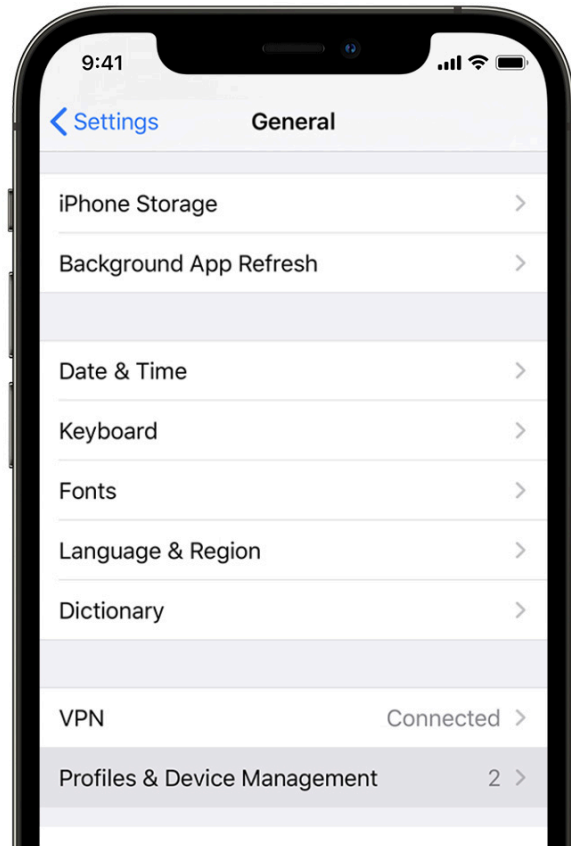 9:41
Settings
General
iPhone Storage
Background App Refresh
Date & Time
Keyboard
Fonts
Language & Region
Dictionary
VPN Connected
Profiles & Device Management 2